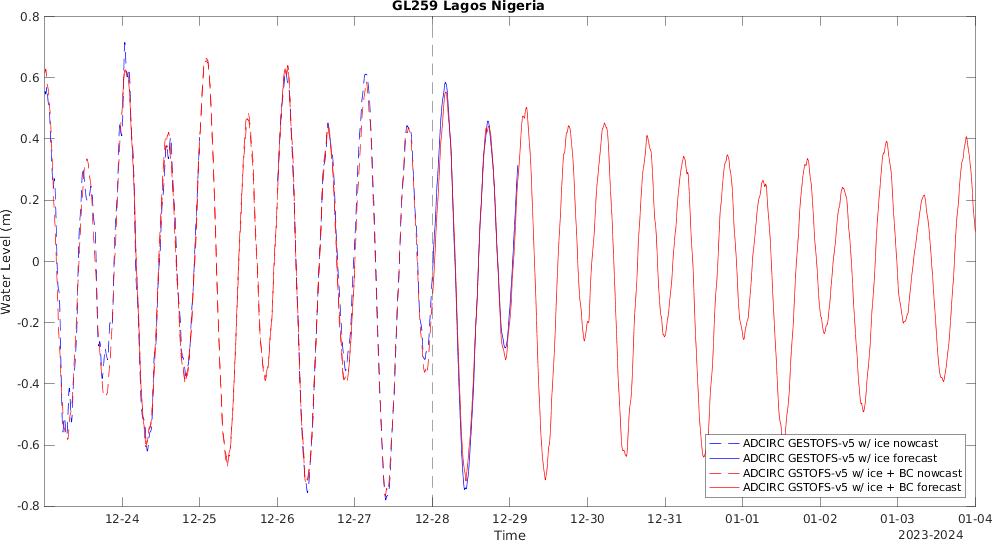 GL259 Lagos Nigeria
0.8
0.6
0.4
0.2
0
-0.2
-0.4
-0.6
-0.8
Water Level (m)
ADCIRC GESTOFS-v5 w/ ice nowcast
ADCIRC GESTOFS-v5 w/ ice forecast
ADCIRC GSTOFS-v5 w/ ice + BC nowcast
ADCIRC GSTOFS-v5 w/ ice + BC forecast
12-24 12-25 12-26 12-27 12-28 12-29 12-30 12-31 01-01 01-02 01-03 01-04
Time
2023-2024